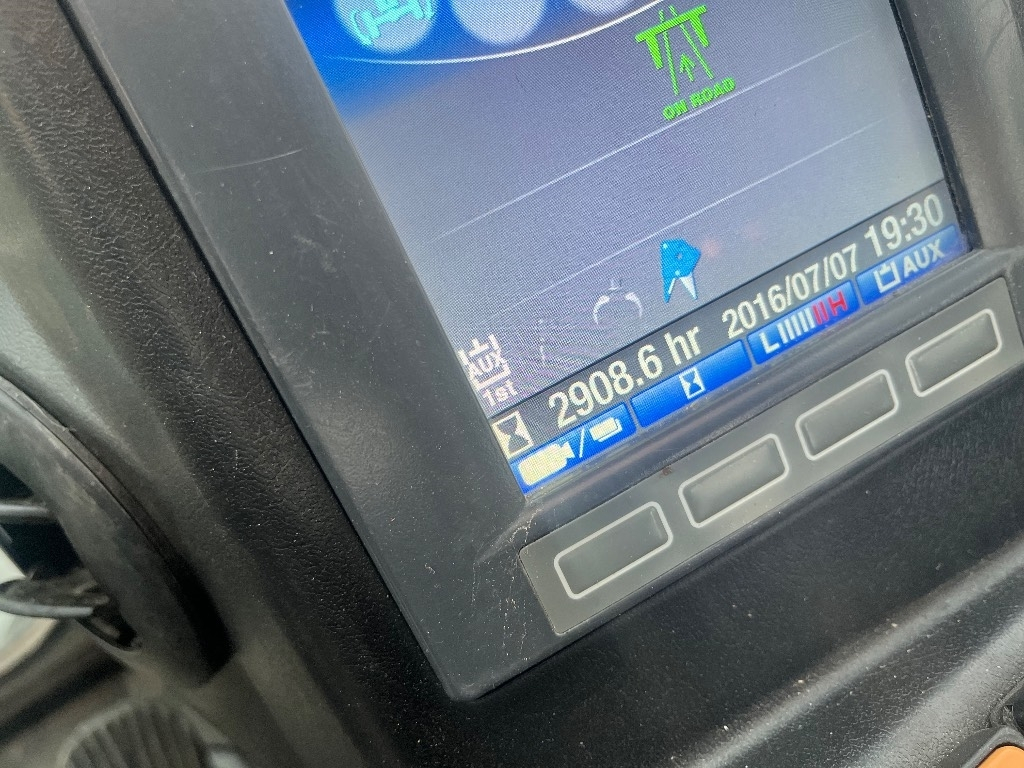 ON ROAD
AUX
1st
2908.6 hr 2016/07/07 19:30
L H AUX